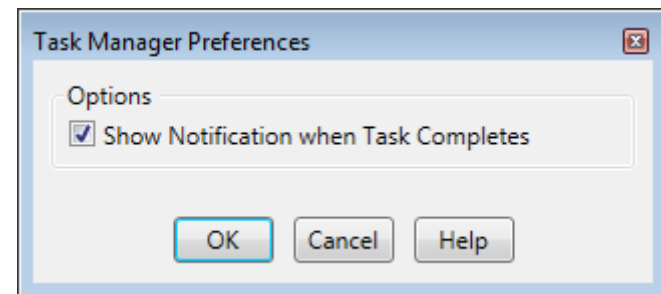 Task Manager Preferences
Options
Show Notification when Task Completes
OK Cancel Help